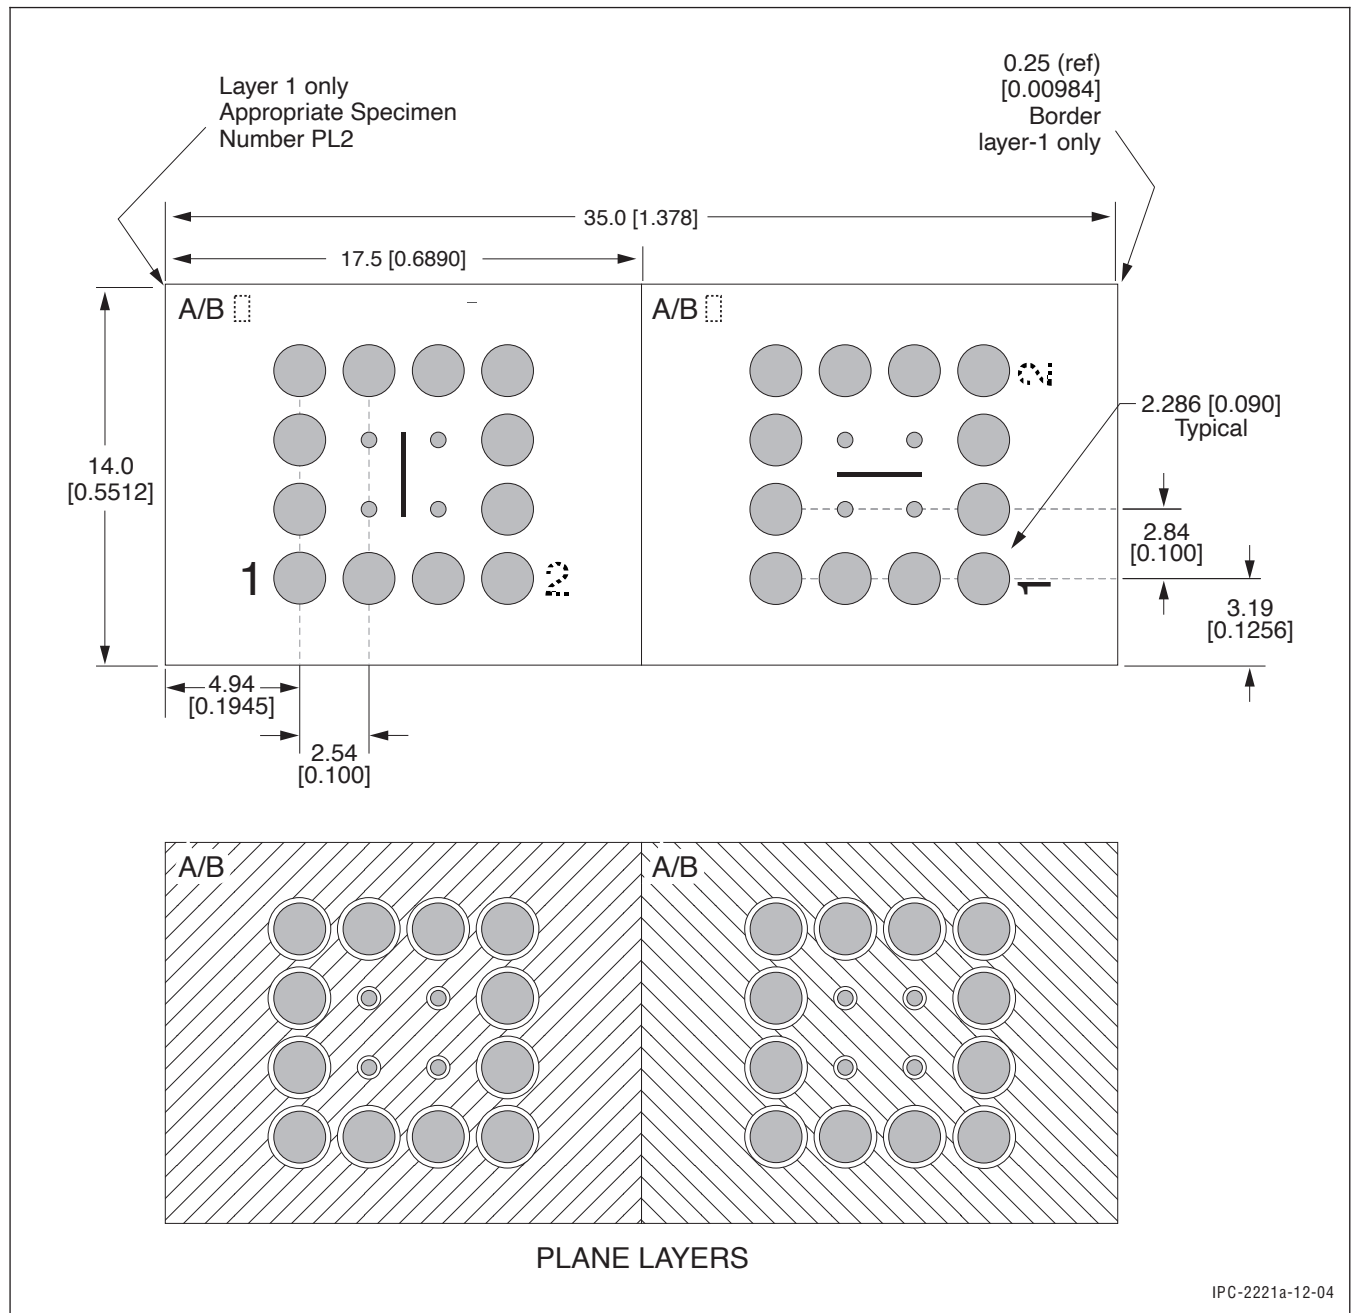 Layer 1 only
Appropriate Specimen
Number PL2
0.25 (ref)
[0.00984]
Border
layer-1 only
35.0 [1.378]
17.5 [0.6890]
A/B
A/B
2
2.286 [0.090]
Typical
14.0
[0.5512]
2.84
[0.100]
1
2
1
3.19
[0.1256]
4.94
[0.1945]
2.54
[0.100]
A/B
A/B
PLANE LAYERS
IPC-2221a-12-04